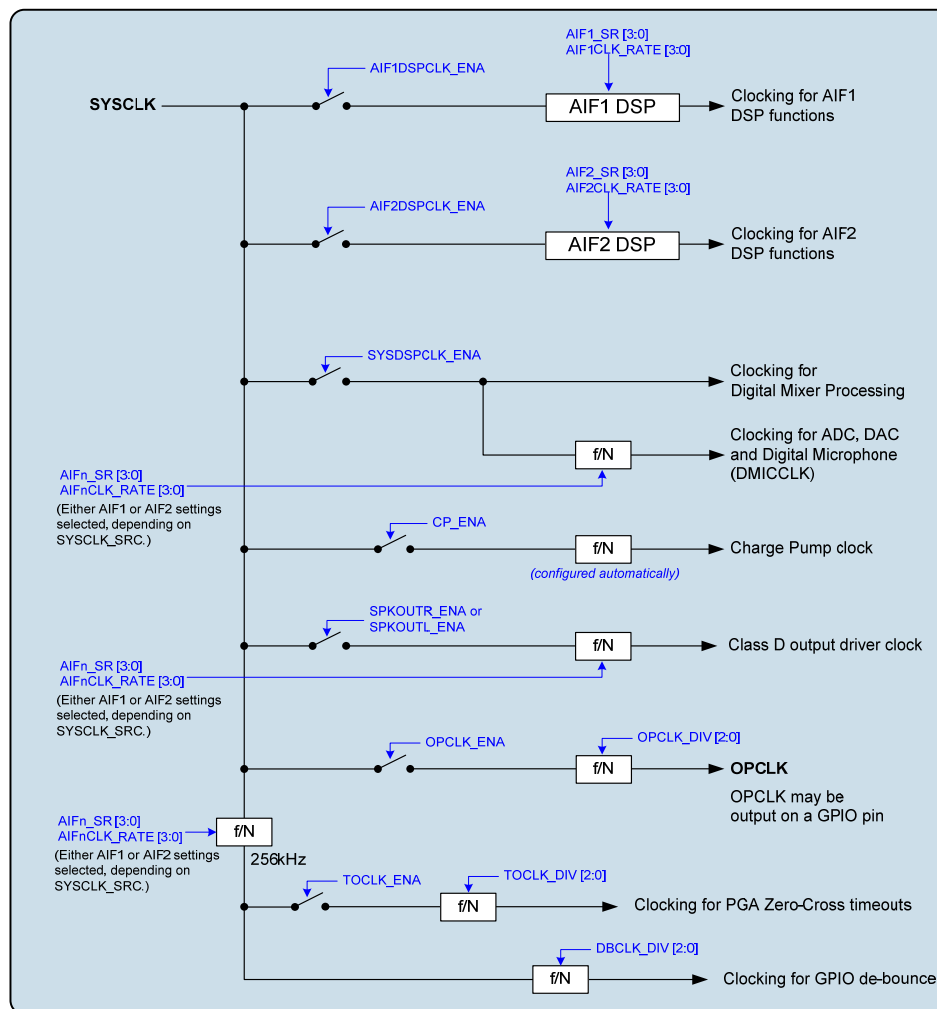 AIF1_SR [3:0]
AIF1CLK_RATE [3:0]
AIF1DSPCLK_ENA
SYSCLK
AIF1 DSP
Clocking for AIF1
DSP functions
AIF2_SR [3:0]
AIF2CLK_RATE [3:0]
AIF2DSPCLK_ENA
AIF2 DSP
Clocking for AIF2
DSP functions
SYSDSPCLK_ENA
Clocking for
Digital Mixer Processing
f/N
Clocking for ADC, DAC
and Digital Microphone
(DMICCLK)
AIFn_SR [3:0]
AIFnCLK_RATE [3:0]
(Either AIF1 or AIF2 settings
selected, depending on
SYSCLK_SRC.)
CP_ENA
f/N
(configured automatically)
Charge Pump clock
SPKOUTR_ENA or
SPKOUTL_ENA
f/N
Class D output driver clock
AIFn_SR [3:0]
AIFnCLK_RATE [3:0]
(Either AIF1 or AIF2 settings
selected, depending on
SYSCLK_SRC.)
OPCLK_ENA
OPCLK_DIV [2:0]
f/N
OPCLK
OPCLK may be
output on a GPIO pin
AIFn_SR [3:0]
AIFnCLK_RATE [3:0]
(Either AIF1 or AIF2 settings
selected, depending on
SYSCLK_SRC.)
f/N
256kHz
TOCLK_ENA
TOCLK_DIV [2:0]
f/N
Clocking for PGA Zero-Cross timeouts
DBCLK_DIV [2:0]
f/N
Clocking for GPIO de-bounce